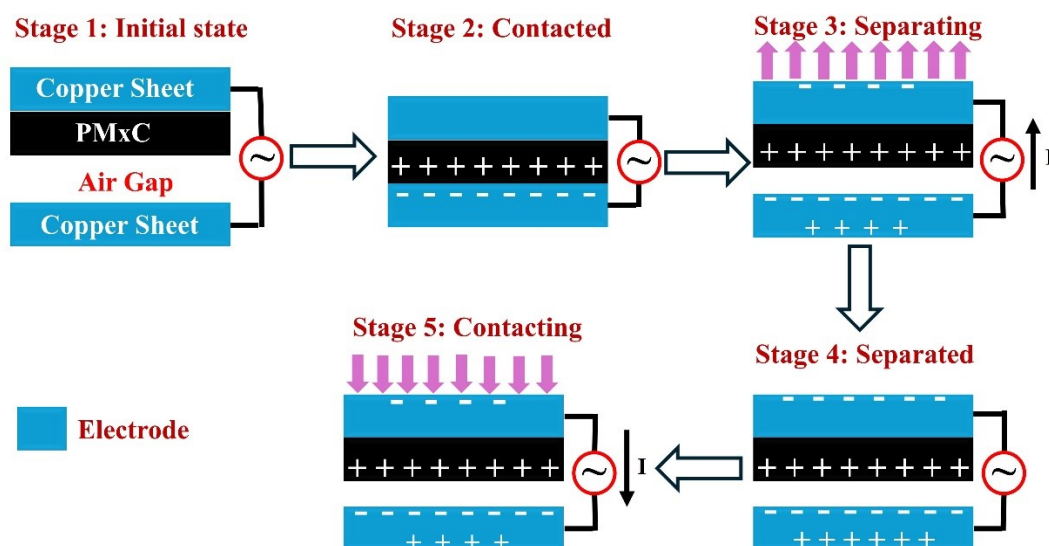 Stage 1: Initial state
Copper Sheet
PMxC
Air Gap
Copper Sheet
~
Stage 2: Contacted
+ + + + + + + +
- - - - - - - -
~
Stage 3: Separating
- - - -
+ + + + + + + +
- - - - - - - -
+ + + +
~
I
Stage 4: Separated
- - - - - -
+ + + + + + + +
- - - - - - - -
+ + + + + +
~
Stage 5: Contacting
- - - -
+ + + + + + + +
- - - - - - - -
+ + + +
~
I
Electrode